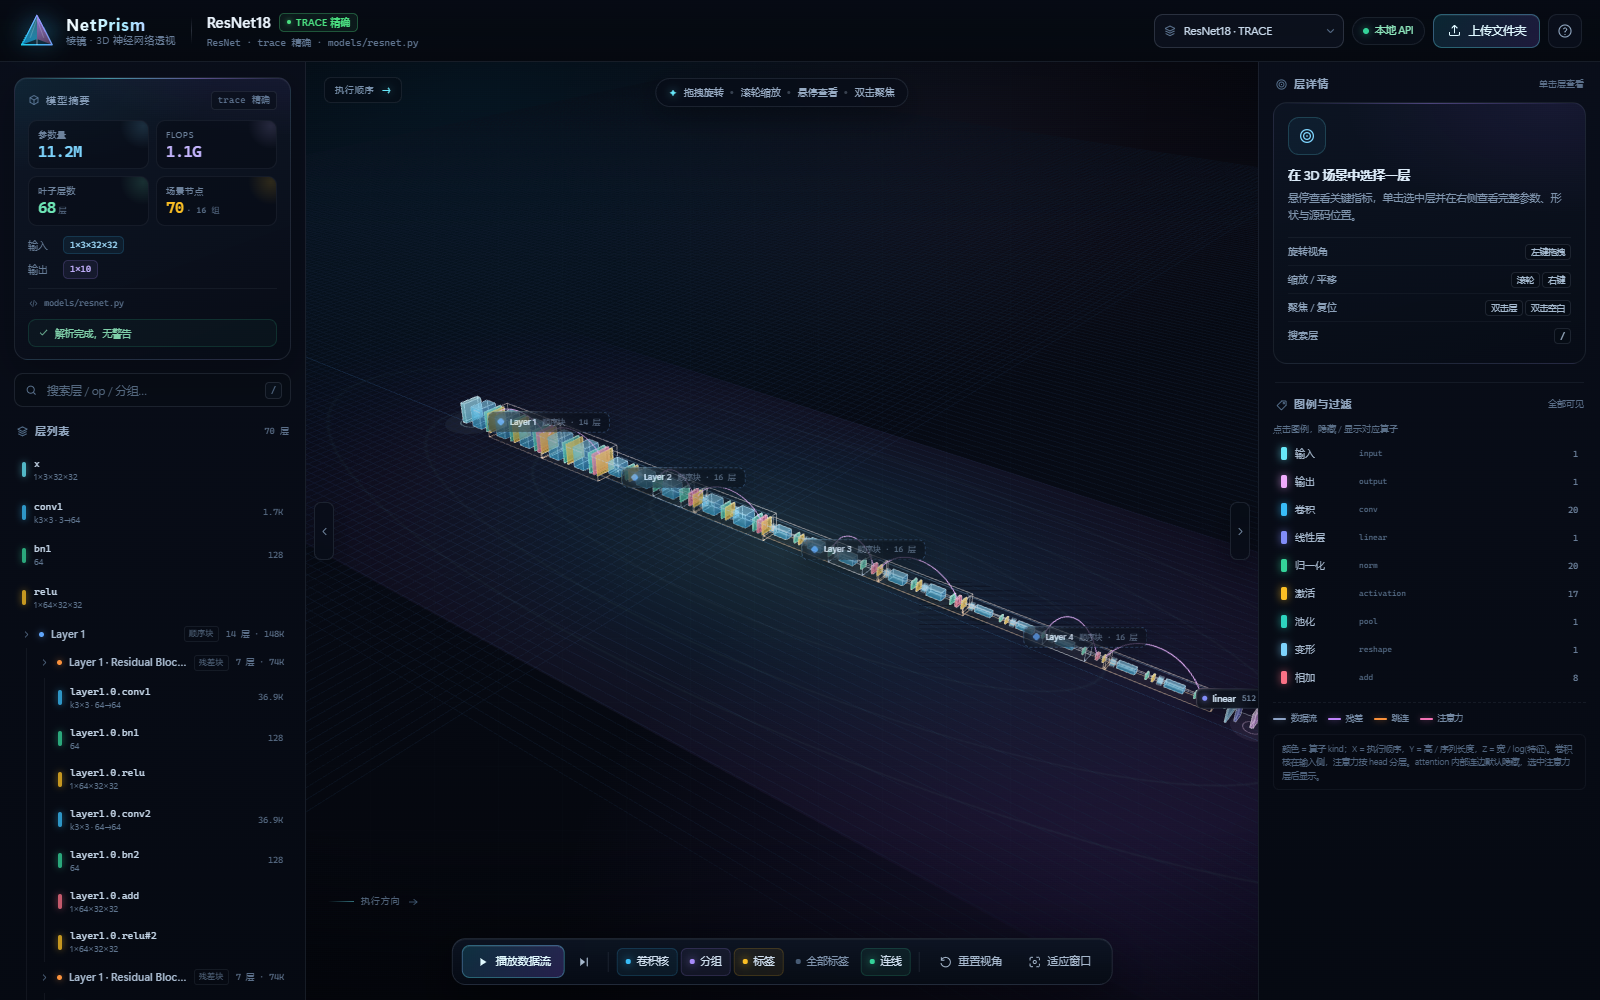 NetPrism
棱镜 · 3D 神经网络透视
ResNet18
TRACE 精确
ResNet · trace 精确 · models/resnet.py
ResNet18 · TRACE
本地 API
上传文件夹
模型摘要
trace 精确
参数量
11.2M
FLOPS
1.1G
叶子层数
68 层
场景节点
70 · 16 组
输入
1×3×32×32
输出
1×10
models/resnet.py
解析完成，无警告
搜索层 / op / 分组...
/
层列表
70 层
x
1×3×32×32
conv1
k3×3 · 3→64
1.7K
bn1
64
128
relu
1×64×32×32
Layer 1
顺序块
14 层 · 148K
Layer 1 · Residual Bloc...
残差块
7 层 · 74K
layer1.0.conv1
k3×3 · 64→64
36.9K
layer1.0.bn1
64
128
layer1.0.relu
1×64×32×32
layer1.0.conv2
k3×3 · 64→64
36.9K
layer1.0.bn2
64
128
layer1.0.add
1×64×32×32
layer1.0.relu#2
1×64×32×32
Layer 1 · Residual Bloc...
残差块
7 层 · 74K
执行顺序 →
拖拽旋转 · 滚轮缩放 · 悬停查看 · 双击聚焦
Layer 1 顺序块 · 14 层
Layer 2 顺序块 · 16 层
Layer 3 顺序块 · 16 层
Layer 4 顺序块 · 16 层
linear 512
执行方向 →
播放数据流
卷积核
分组
标签
全部标签
连线
重置视角
适应窗口
层详情
单击层查看
在 3D 场景中选择一层
悬停查看关键指标，单击选中层并在右侧查看完整参数、形
状与源码位置。
旋转视角
左键拖拽
缩放 / 平移
滚轮
右键
聚焦 / 复位
双击层
双击空白
搜索层
/
图例与过滤
全部可见
点击图例，隐藏 / 显示对应算子
输入 input 1
输出 output 1
卷积 conv 20
线性层 linear 1
归一化 norm 20
激活 activation 17
池化 pool 1
变形 reshape 1
相加 add 8
数据流
残差
跳连
注意力
颜色 = 算子 kind；X = 执行顺序，Y = 高 / 序列长度，Z = 宽 / log(特征)。卷积
核在输入侧，注意力按 head 分层。attention 内部连边默认隐藏，选中注意力
层后显示。